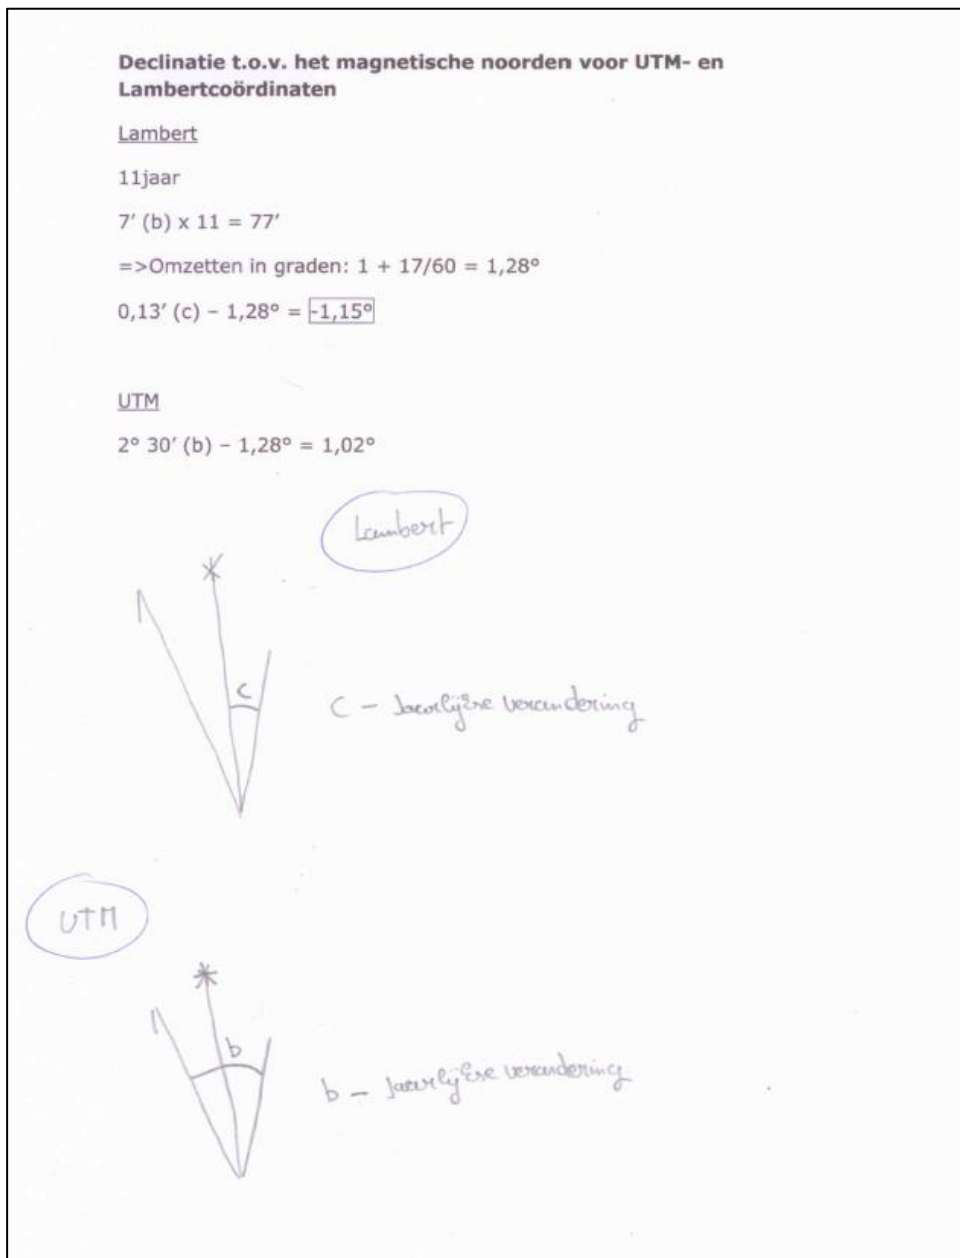 Declinatie t.o.v. het magnetische noorden voor UTM- en
Lambertcoördinaten
Lambert
11jaar
7′ (b) x 11 = 77′
=>Omzetten in graden: 1 + 17/60 = 1,28°
0,13′ (c) – 1,28° = -1,15°
UTM
2° 30′ (b) – 1,28° = 1,02°
Lambert
c
c – Jaarlijkse verandering
UTM
b
b – Jaarlijkse verandering